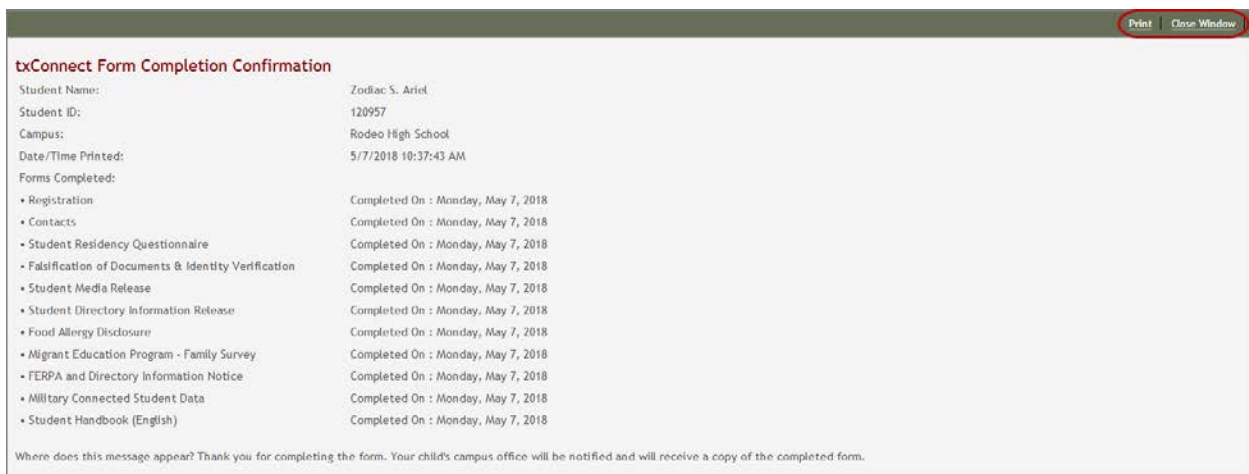 Print | Close Window
txConnect Form Completion Confirmation
Student Name: Zodiac S. Ariel
Student ID: 120957
Campus: Rodeo High School
Date/Time Printed: 5/7/2018 10:37:43 AM
Forms Completed:
• Registration Completed On : Monday, May 7, 2018
• Contacts Completed On : Monday, May 7, 2018
• Student Residency Questionnaire Completed On : Monday, May 7, 2018
• Falsification of Documents & Identity Verification Completed On : Monday, May 7, 2018
• Student Media Release Completed On : Monday, May 7, 2018
• Student Directory Information Release Completed On : Monday, May 7, 2018
• Food Allergy Disclosure Completed On : Monday, May 7, 2018
• Migrant Education Program - Family Survey Completed On : Monday, May 7, 2018
• FERPA and Directory Information Notice Completed On : Monday, May 7, 2018
• Military Connected Student Data Completed On : Monday, May 7, 2018
• Student Handbook (English) Completed On : Monday, May 7, 2018
Where does this message appear? Thank you for completing the form. Your child's campus office will be notified and will receive a copy of the completed form.